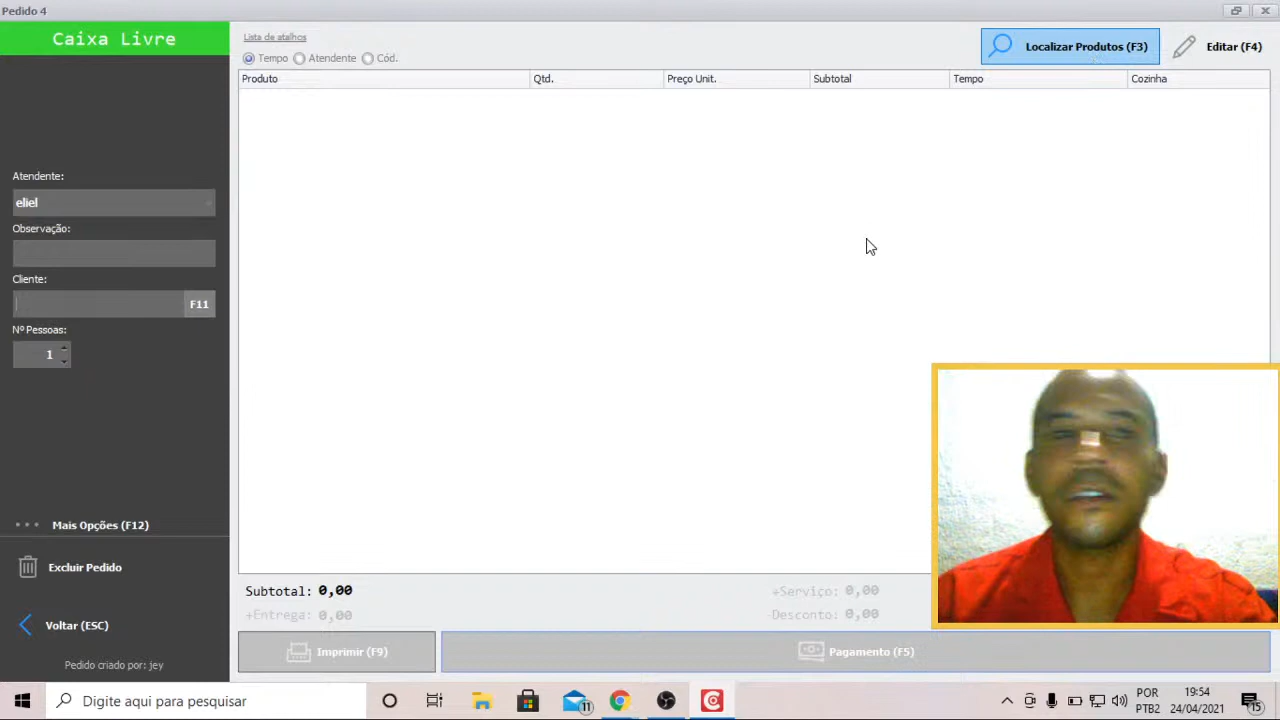 Pedido 4
Caixa Livre
Lista de atalhos
Tempo Atendente Cód.
Localizar Produtos (F3) Editar (F4)
Produto Qtd. Preço Unit. Subtotal Tempo Cozinha
Atendente:
eliel
Observação:
Cliente:
F11
Nº Pessoas:
1
Mais Opções (F12)
Excluir Pedido
Voltar (ESC)
Pedido criado por: jey
Subtotal: 0,00 +Serviço: 0,00
+Entrega: 0,00 -Desconto: 0,00
Imprimir (F9) Pagamento (F5)
Digite aqui para pesquisar
11
POR
PTB2
19:54
24/04/2021
15